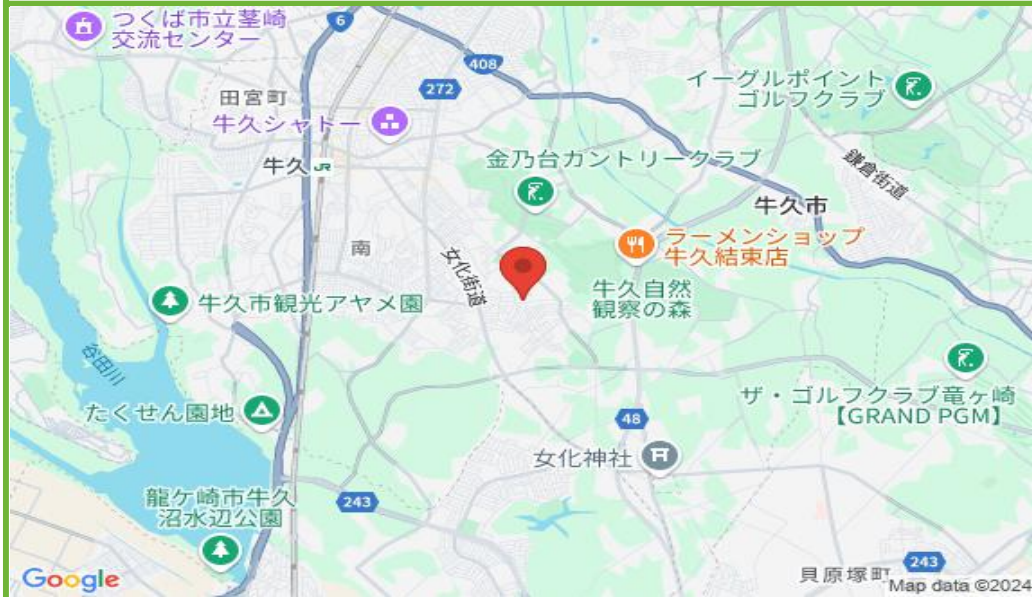 つくば市立茎崎
交流センター
6
408
272
田宮町
牛久シャトー
イーグルポイント
ゴルフクラブ
牛久
JR
金乃台カントリークラブ
鎌倉街道
牛久市
ラーメンショップ
牛久結束店
南
女化街道
牛久自然
観察の森
牛久市観光アヤメ園
谷田川
ザ・ゴルフクラブ竜ヶ崎
【GRAND PGM】
たくせん園地
48
女化神社
龍ケ崎市牛久
沼水辺公園
243
243
貝原塚町
Google
Map data ©2024